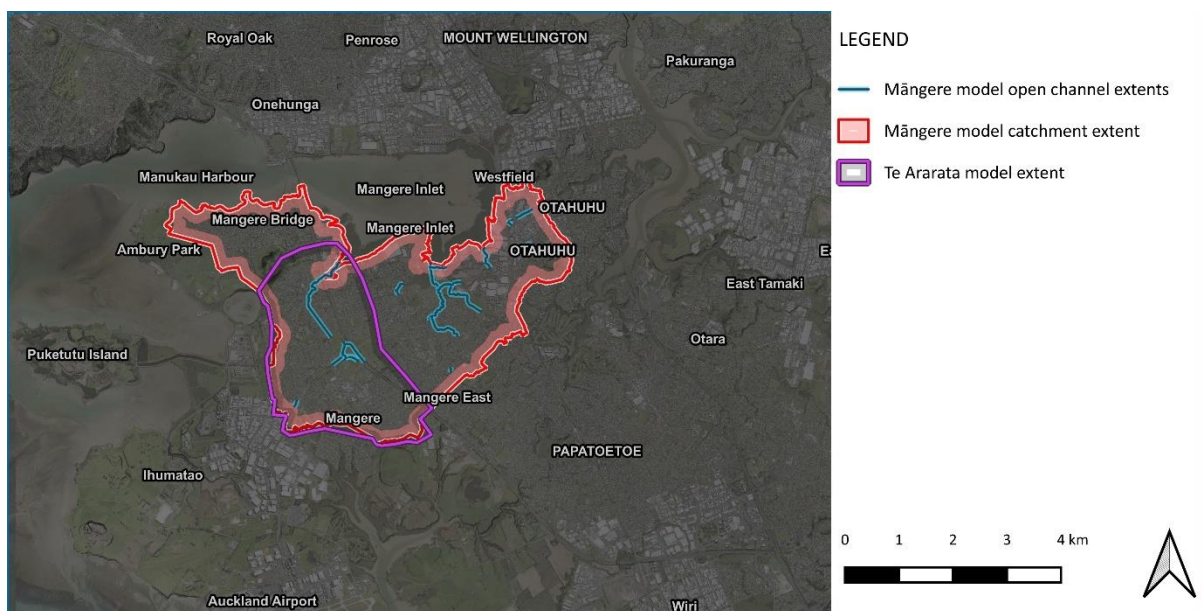 Royal Oak
Penrose
MOUNT WELLINGTON
Pakuranga
Onehunga
Manukau Harbour
Mangere Inlet
Westfield
Mangere Bridge
Mangere Inlet
OTAHUHU
Ambury Park
OTAHUHU
East Tamaki
Ea
Otara
Puketutu Island
Mangere East
Mangere
PAPATOETOE
Ihumatao
Auckland Airport
Wiri
LEGEND
Māngere model open channel extents
Māngere model catchment extent
Te Ararata model extent
0 1 2 3 4 km